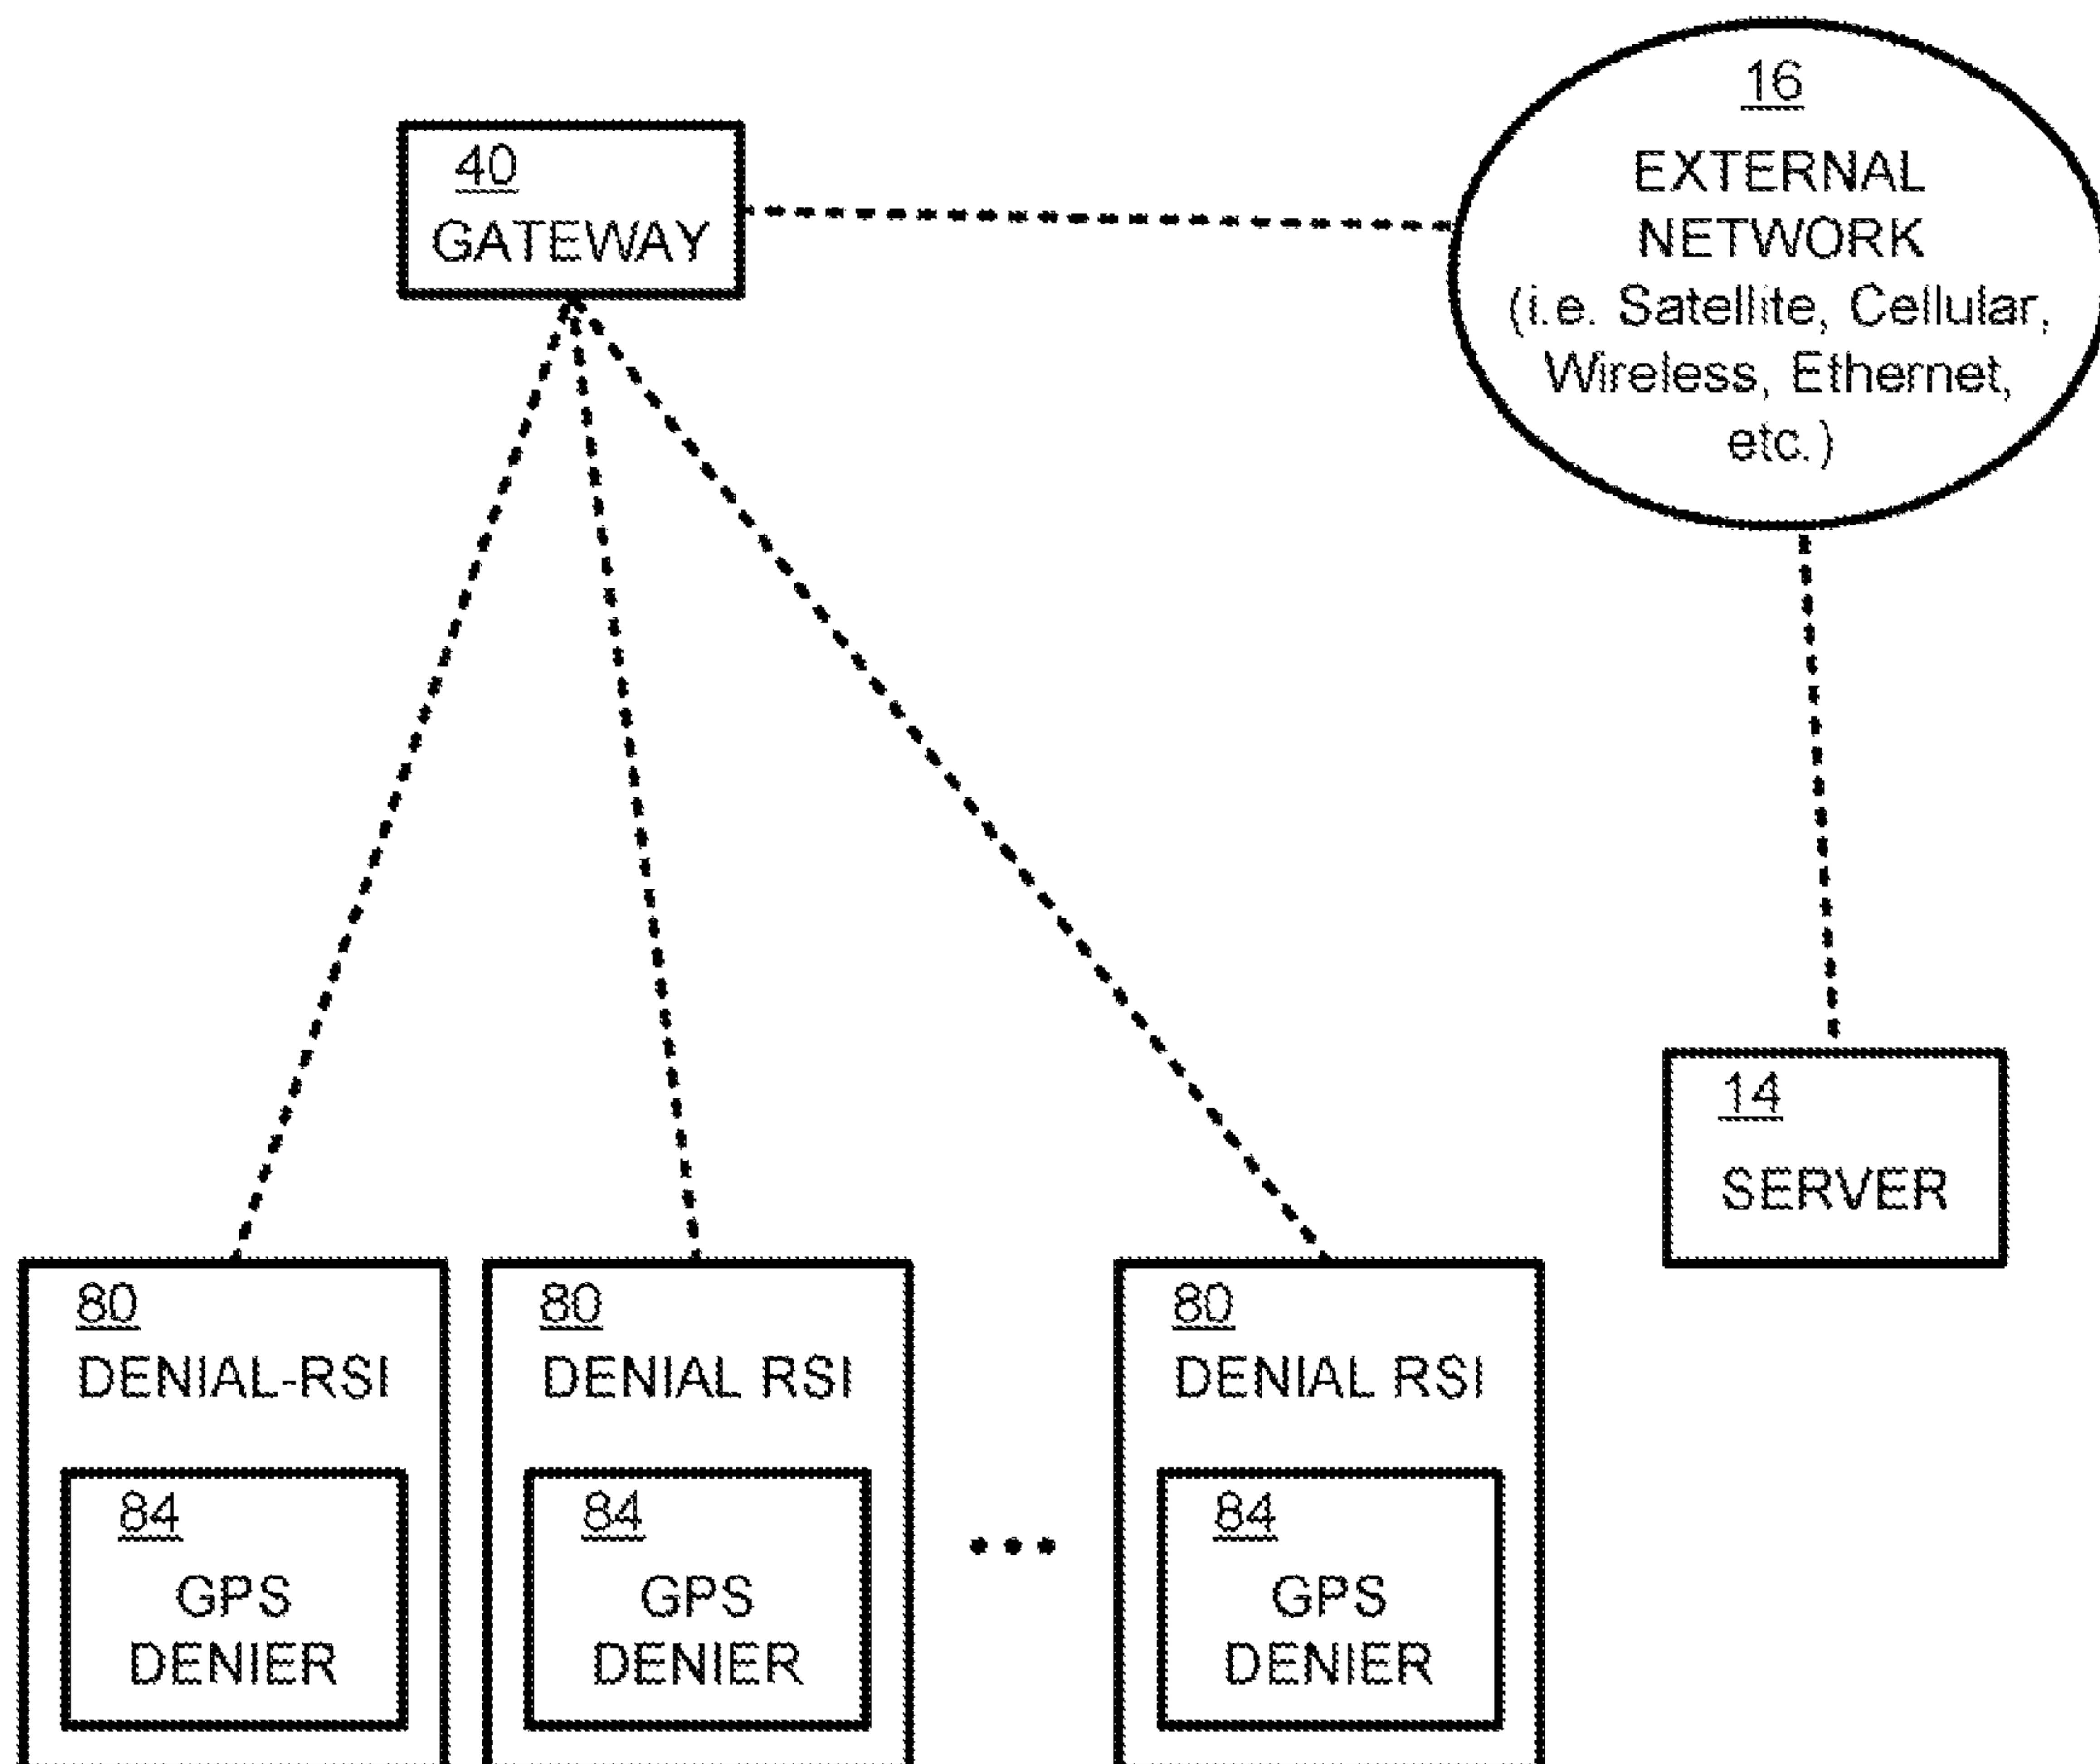 16
EXTERNAL
NETWORK
(i.e. Satellite, Cellular,
Wireless, Ethernet,
etc.)
40
GATEWAY
14
SERVER
80
DENIAL-RSI
84
GPS
DENIER
80
DENIAL RSI
84
GPS
DENIER
...
80
DENIAL RSI
84
GPS
DENIER